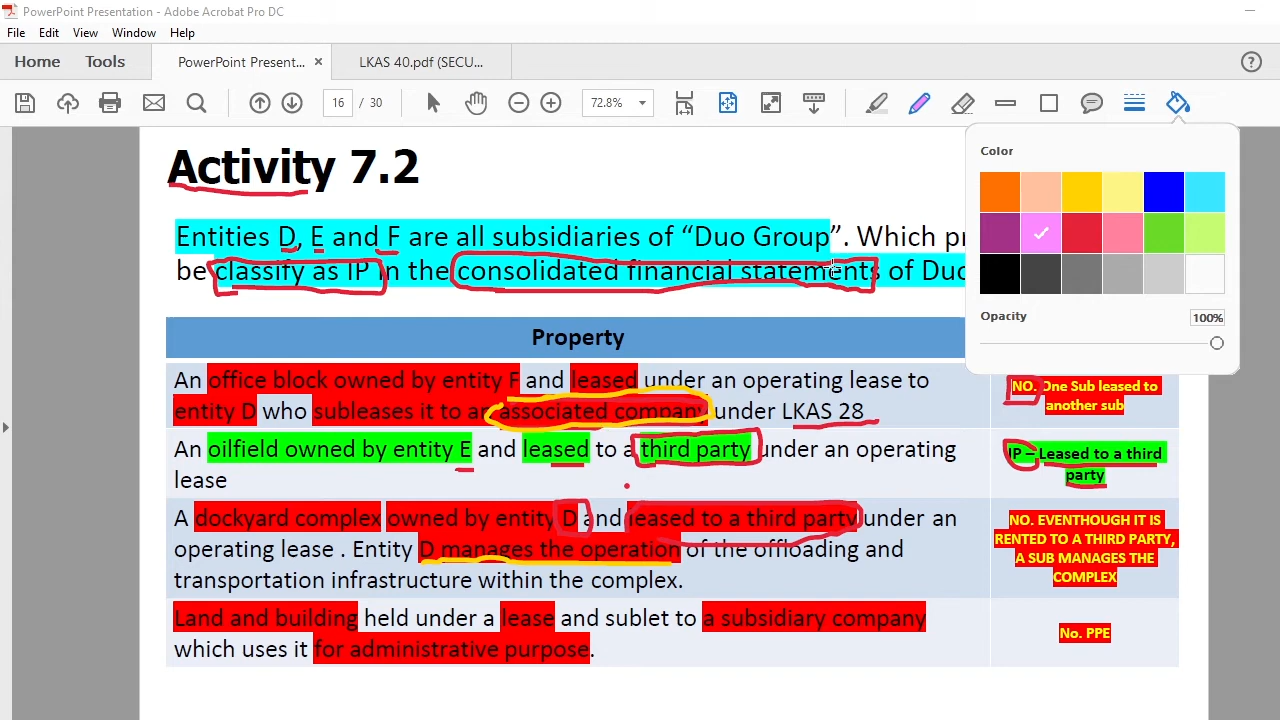 PowerPoint Presentation - Adobe Acrobat Pro DC
File Edit View Window Help
Home Tools PowerPoint Present... × LKAS 40.pdf (SECU...
16 / 30 72.8%
Color
Activity 7.2
Entities D, E and F are all subsidiaries of “Duo Group”. Which
be classify as IP in the consolidated financial statements of Duo
Opacity 100%
Property
An office block owned by entity F and leased under an operating lease to
entity D who subleases it to an associated company under LKAS 28
NO. One Sub leased to
another sub
An oilfield owned by entity E and leased to a third party under an operating
lease
IP – Leased to a third
party
A dockyard complex owned by entity D and leased to a third party under an
operating lease . Entity D manages the operation of the offloading and
transportation infrastructure within the complex.
NO. EVENTHOUGH IT IS
RENTED TO A THIRD PARTY,
A SUB MANAGES THE
COMPLEX
Land and building held under a lease and sublet to a subsidiary company
which uses it for administrative purpose.
No. PPE